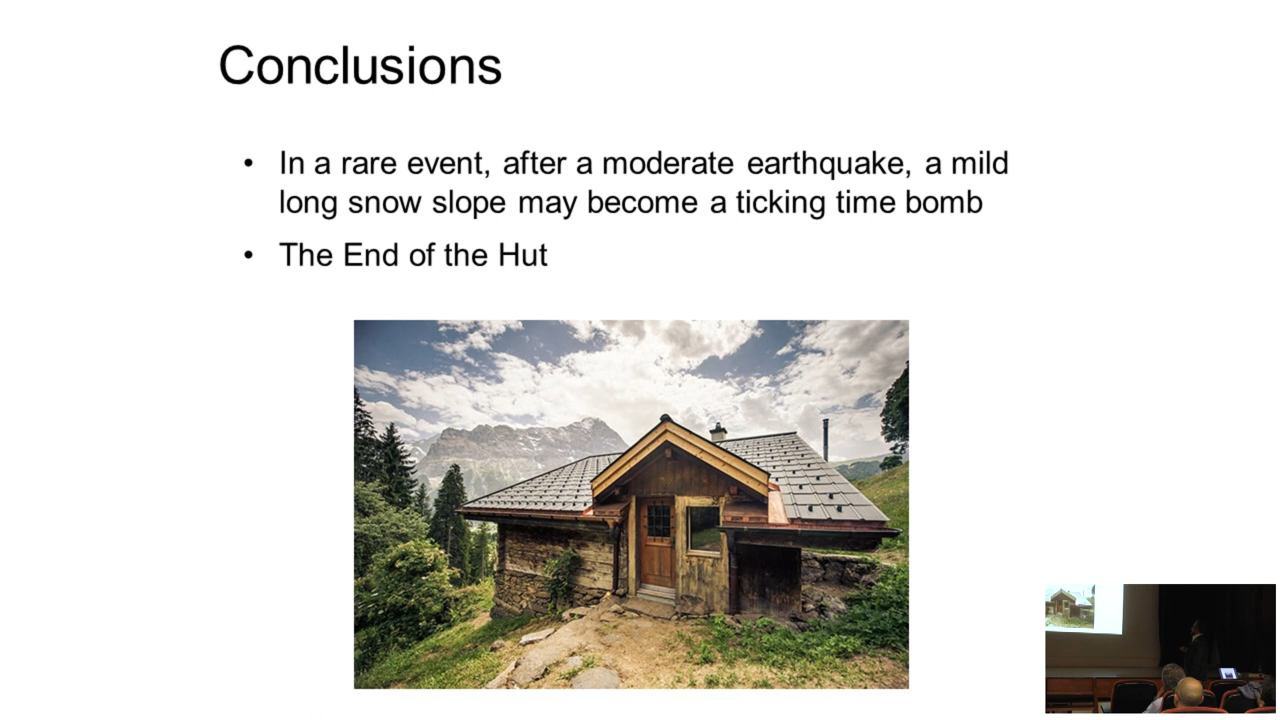 Conclusions
• In a rare event, after a moderate earthquake, a mild
long snow slope may become a ticking time bomb
• The End of the Hut